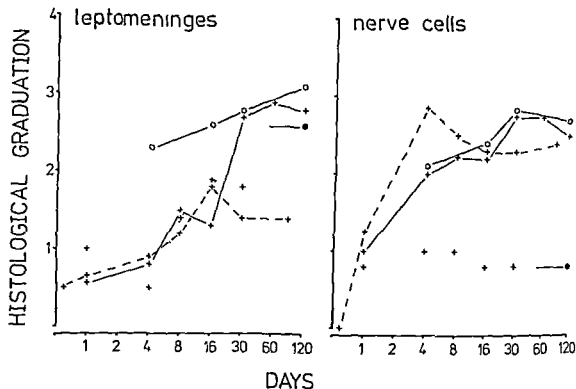 leptomeninges
nerve cells
HISTOLOGICAL GRADUATION
4
3
2
1
1 2 4 8 16 30 60 120
1 2 4 8 16 30 60 120
DAYS